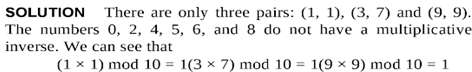 SOLUTION There are only three pairs: (1, 1), (3, 7) and (9, 9).
The numbers 0, 2, 4, 5, 6, and 8 do not have a multiplicative
inverse. We can see that
(1 × 1) mod 10 = 1(3 × 7) mod 10 = 1(9 × 9) mod 10 = 1